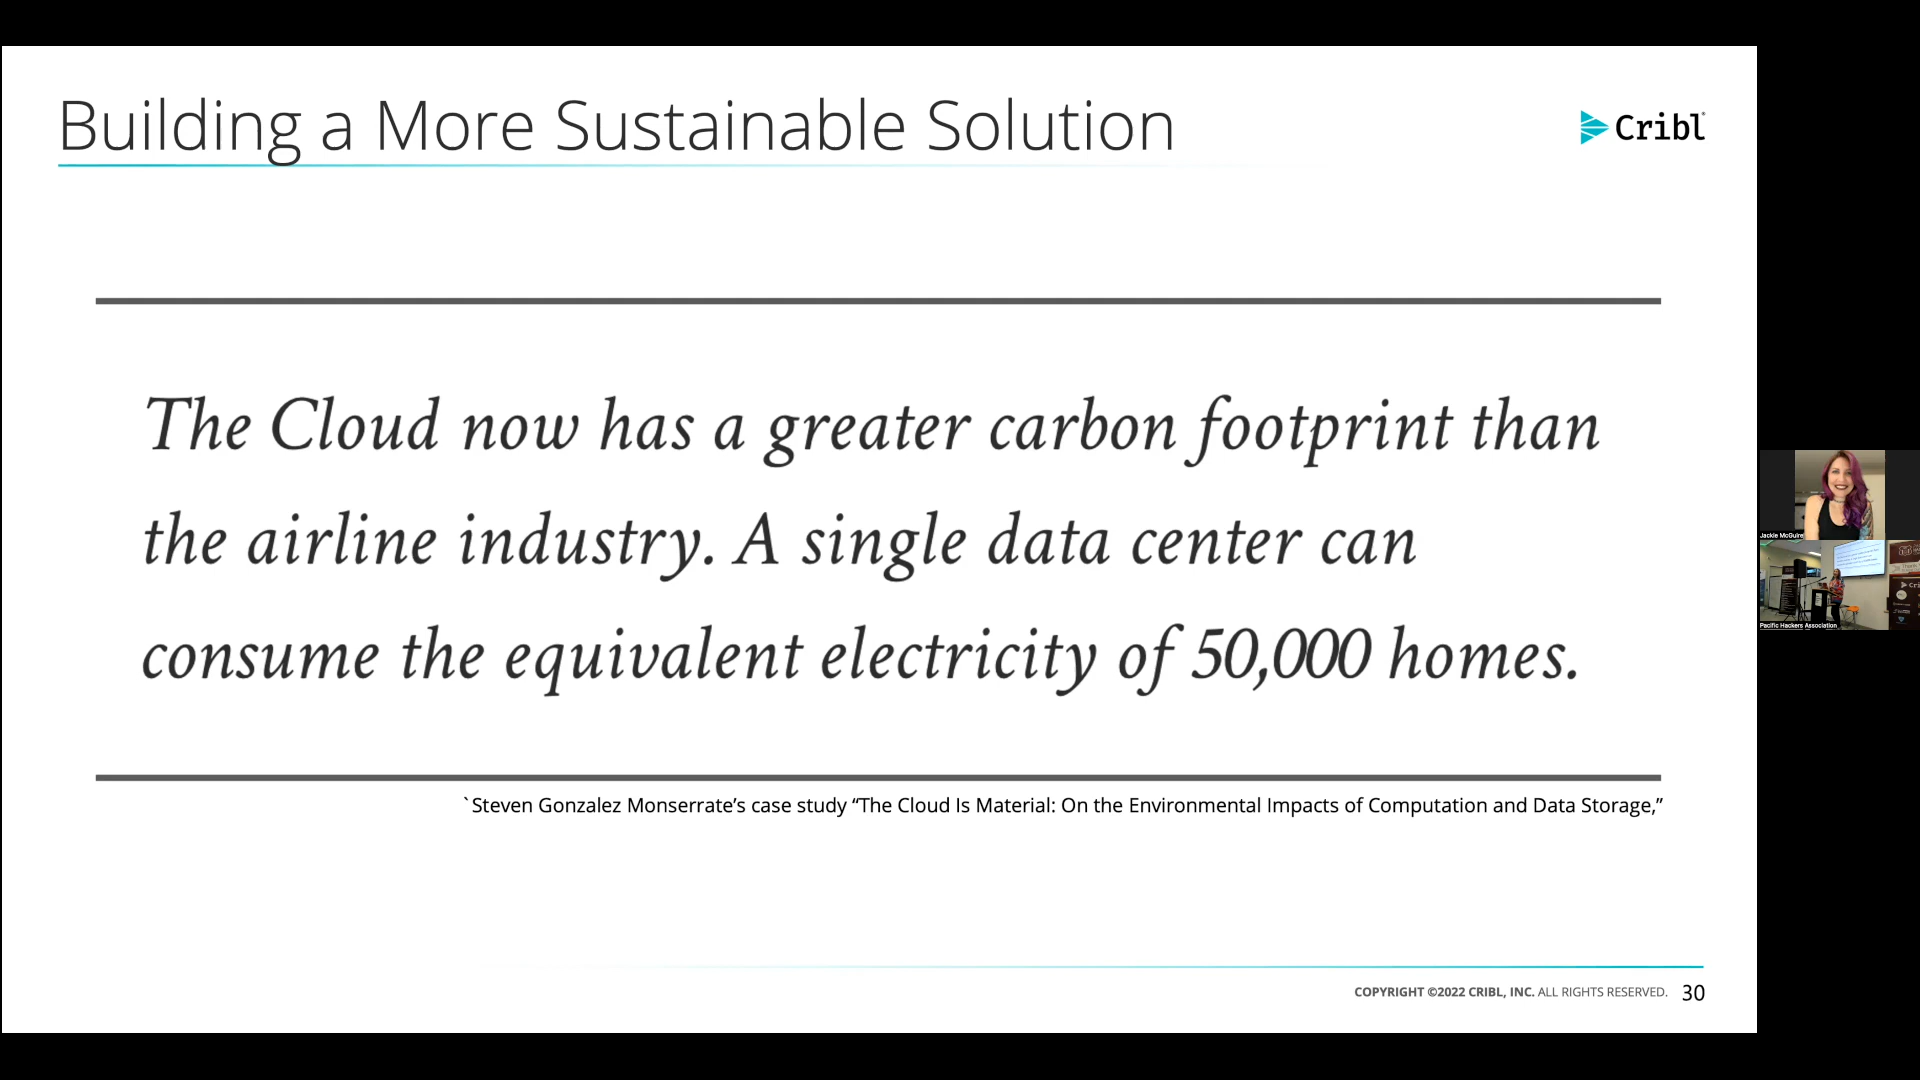 Building a More Sustainable Solution
Cribl
The Cloud now has a greater carbon footprint than
the airline industry. A single data center can
consume the equivalent electricity of 50,000 homes.
`Steven Gonzalez Monserrate’s case study “The Cloud Is Material: On the Environmental Impacts of Computation and Data Storage,”
COPYRIGHT ©2022 CRIBL, INC. ALL RIGHTS RESERVED. 30
Jackie McGuire
Pacific Hackers Association